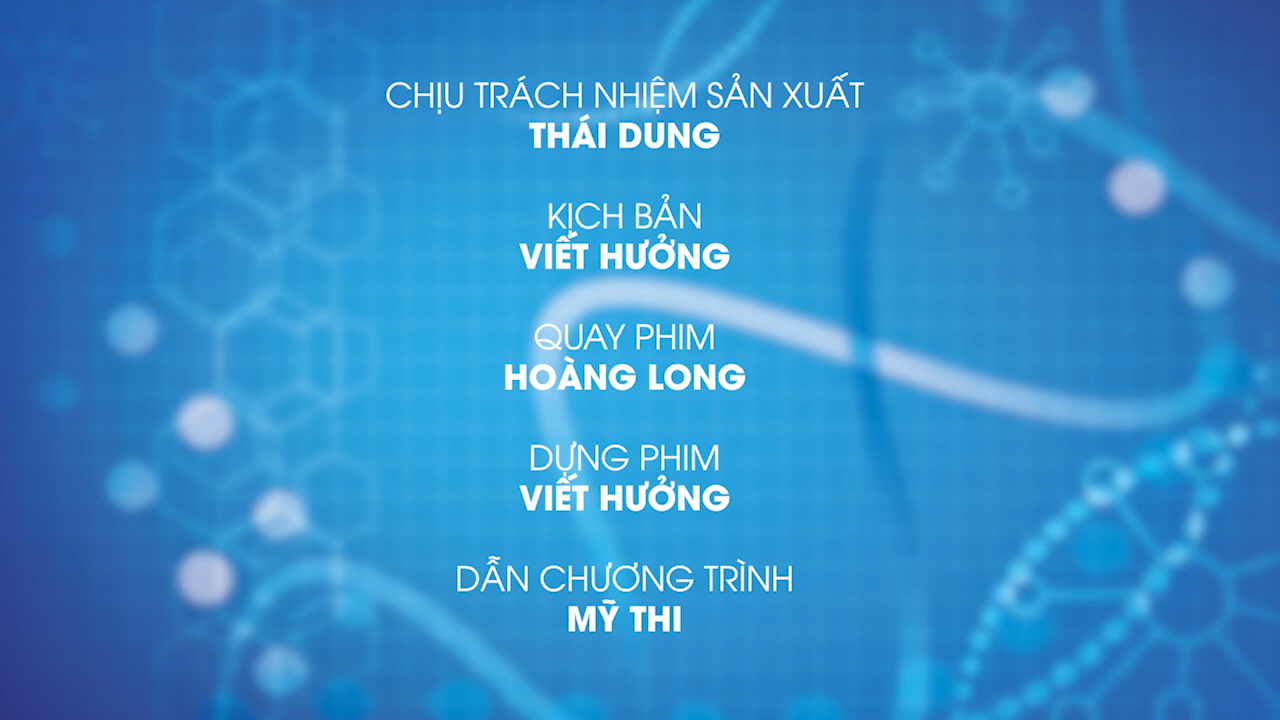 CHỊU TRÁCH NHIỆM SẢN XUẤT
THÁI DUNG
KỊCH BẢN
VIẾT HƯỞNG
QUAY PHIM
HOÀNG LONG
DỰNG PHIM
VIẾT HƯỞNG
DẪN CHƯƠNG TRÌNH
MỸ THI